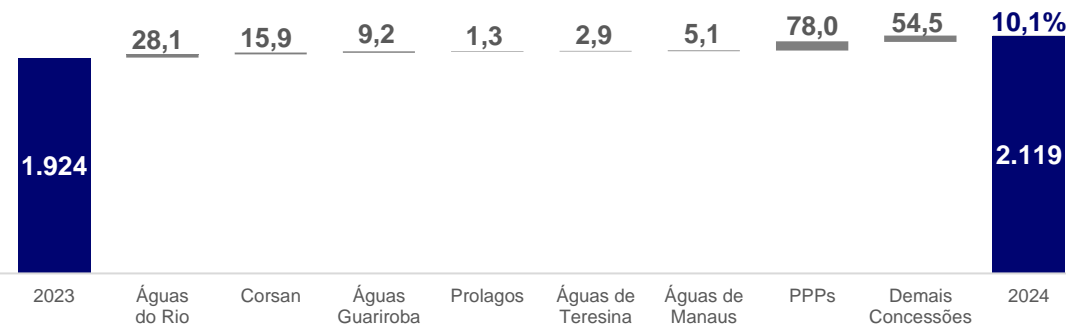 28,1
15,9
9,2
1,3
2,9
5,1
78,0
54,5
10,1%
1.924
2.119
2023
Águas
do Rio
Corsan
Águas
Guariroba
Prolagos
Águas de
Teresina
Águas de
Manaus
PPPs
Demais
Concessões
2024